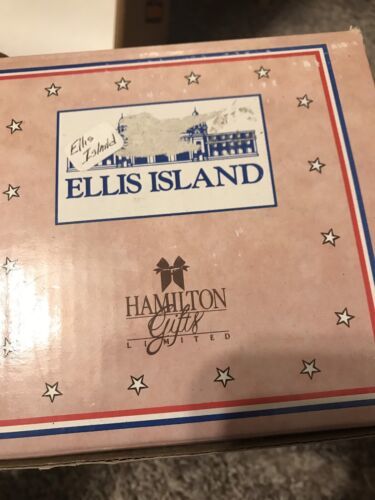 Ellis
Island
ELLIS ISLAND
HAMILTON
Gifts
LIMITED